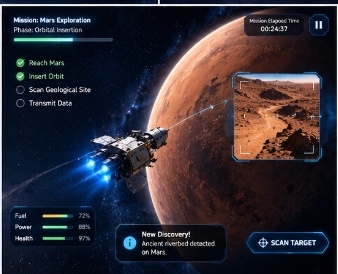 Mission: Mars Exploration
Phase: Orbital Insertion
Mission Elapsed Time
00:24:37
Reach Mars
Insert Orbit
Scan Geological Site
Transmit Data
Fuel 72%
Power 88%
Health 97%
New Discovery!
Ancient riverbed detected
on Mars.
SCAN TARGET